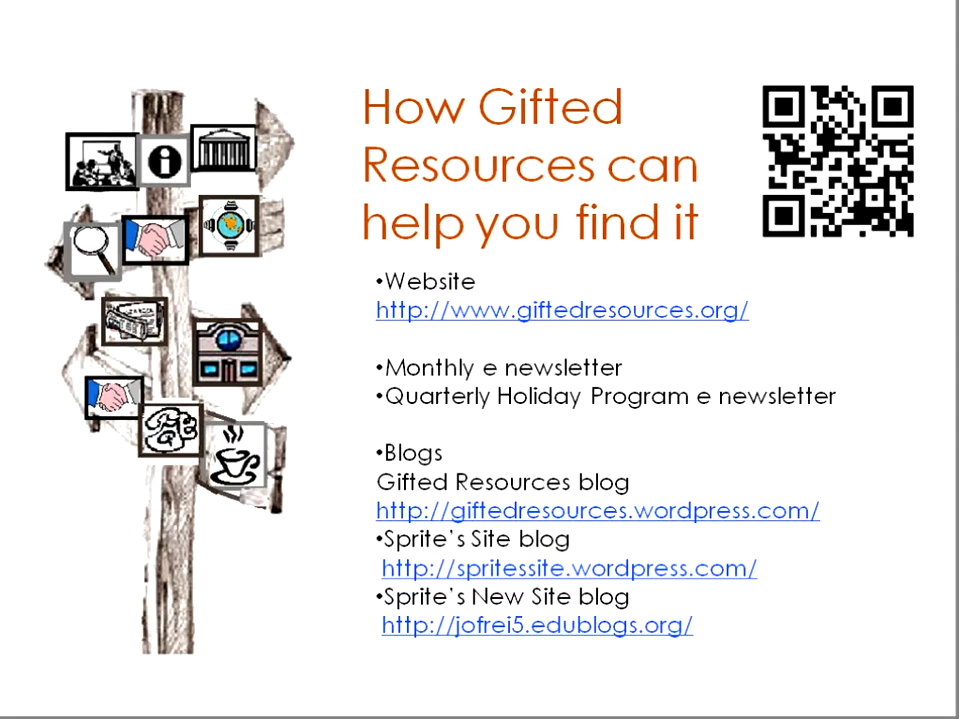 How Gifted
Resources can
help you find it
•Website
http://www.giftedresources.org/
•Monthly e newsletter
•Quarterly Holiday Program e newsletter
•Blogs
Gifted Resources blog
http://giftedresources.wordpress.com/
•Sprite's Site blog
http://spritessite.wordpress.com/
•Sprite's New Site blog
http://jofrei5.edublogs.org/